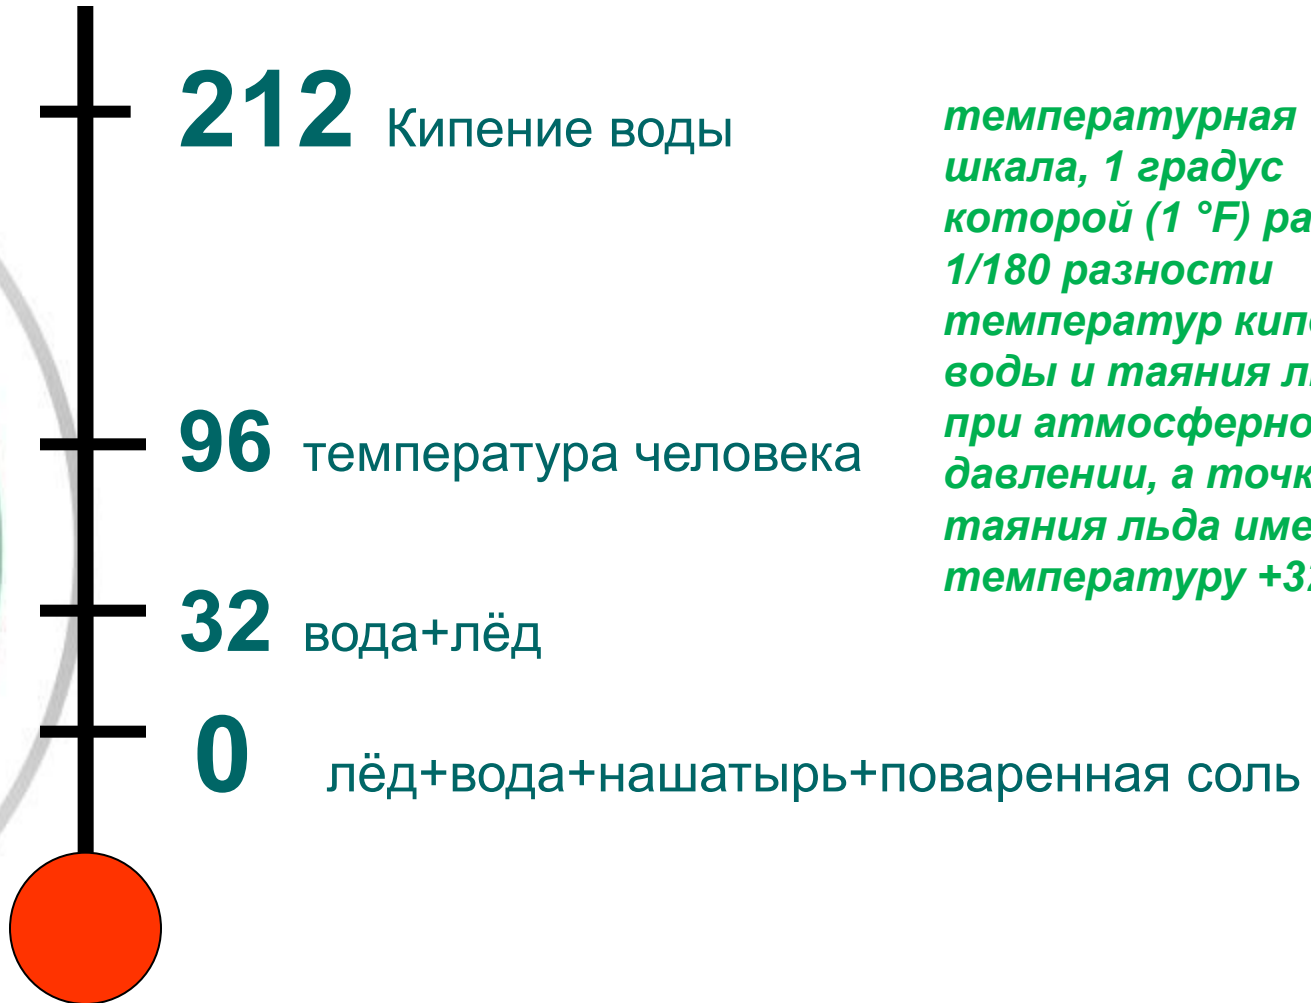 212 Кипение воды
96 температура человека
32 вода+лёд
0 лёд+вода+нашатырь+поваренная соль
температурная
шкала, 1 градус
которой (1 °F)
1/180 разности
температур
воды и таяния
при
давлении, а
таяния льда
температуру